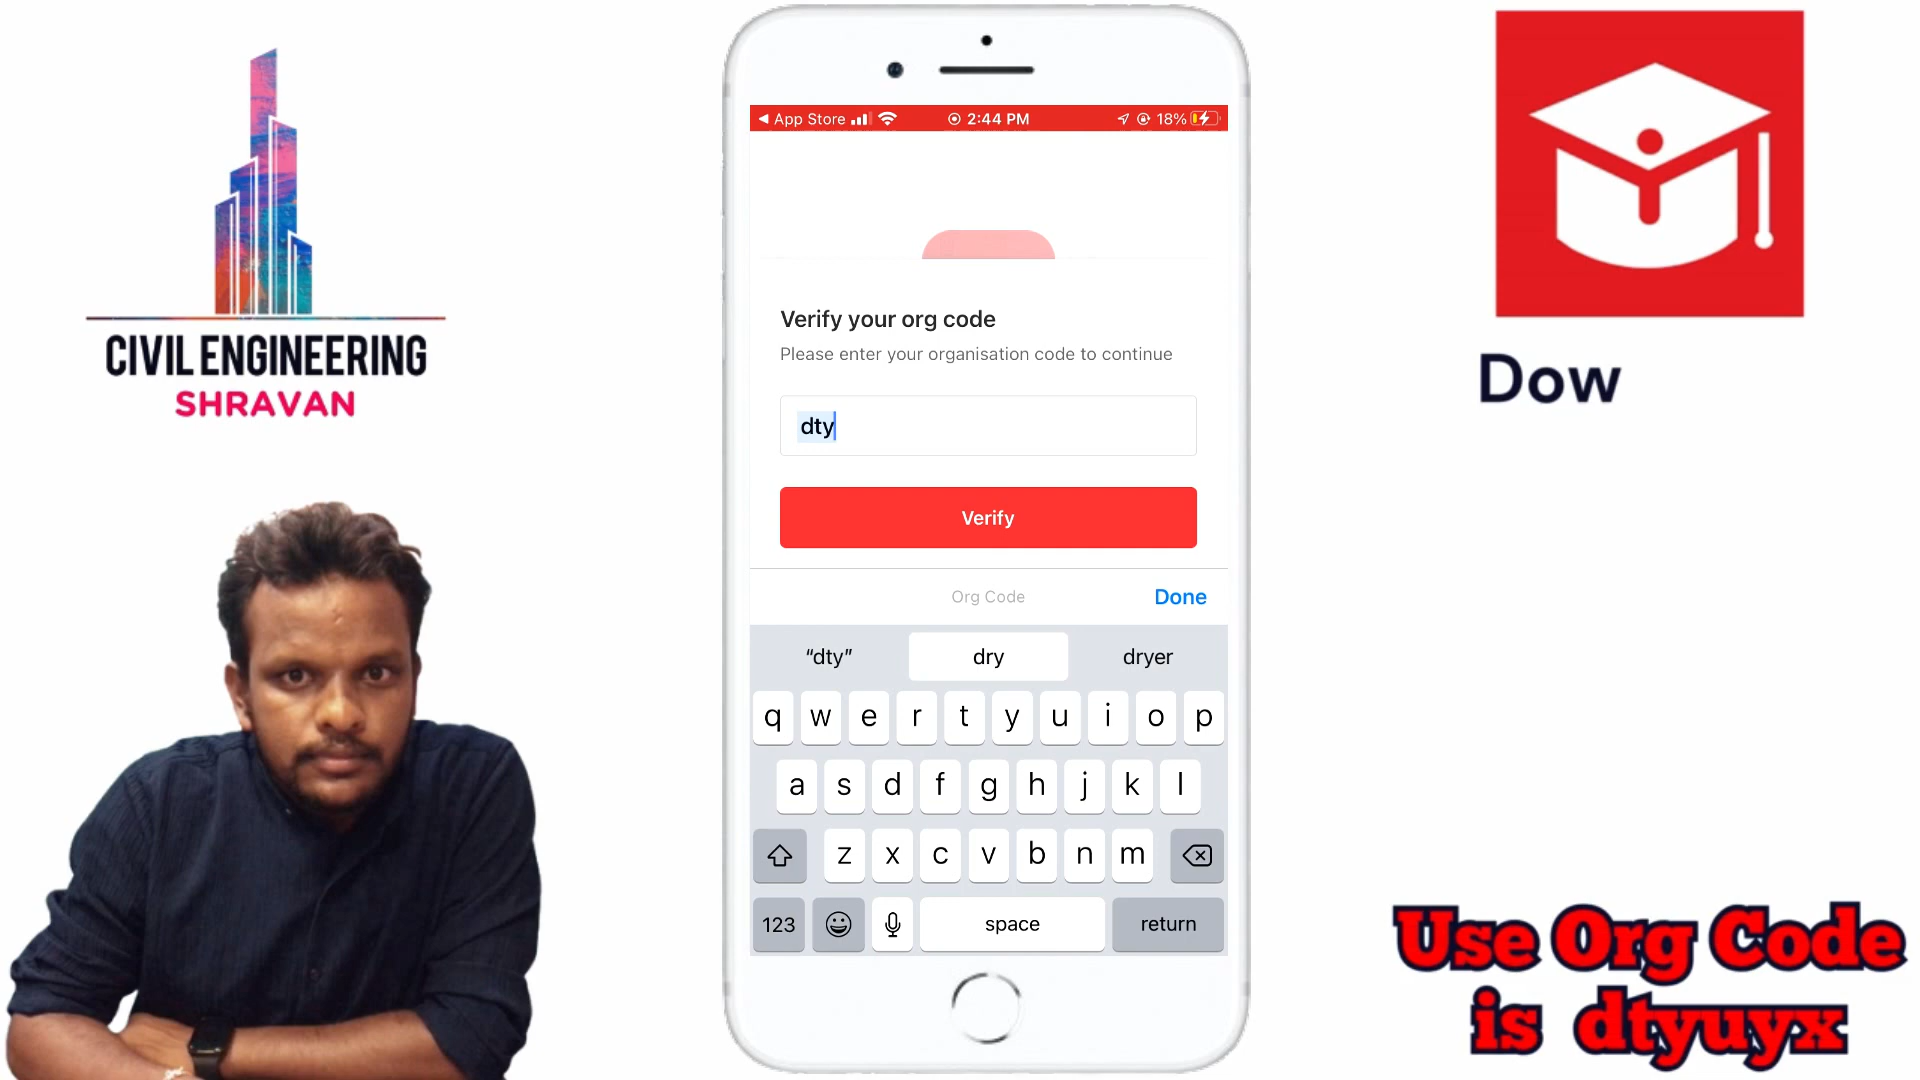 CIVIL ENGINEERING
SHRAVAN
App Store
2:44 PM
18%
Verify your org code
Please enter your organisation code to continue
dty
Verify
Org Code
Done
“dty”
dry
dryer
q w e r t y u i o p
a s d f g h j k l
z x c v b n m
123
space
return
Dow
Use Org Code
is dtyuyx